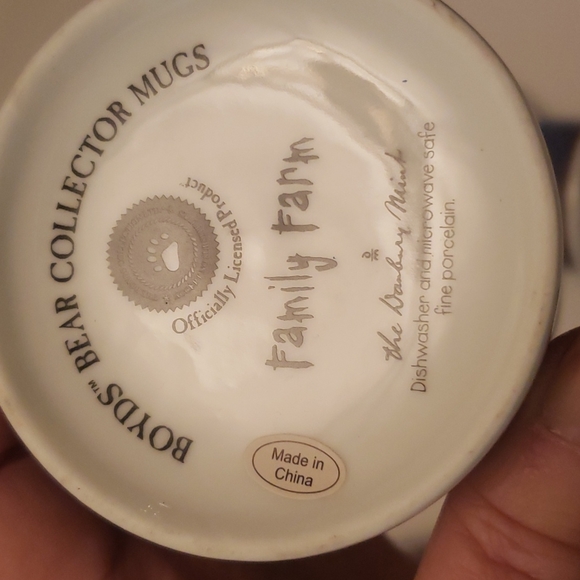 BOYDS™ BEAR COLLECTOR MUGS
Officially Licensed Product™
Family Farm
the Danbury Mint
Dishwasher and microwave safe
fine porcelain.
Made in
China